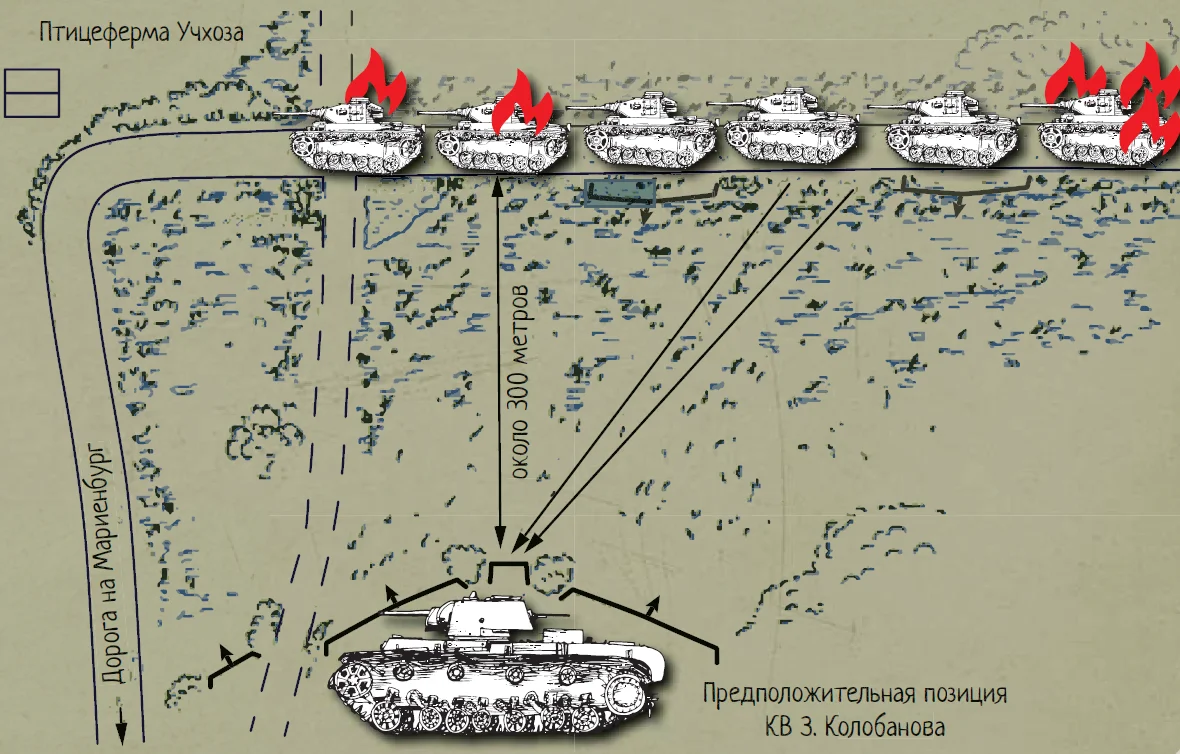 Птицеферма Учхоза
около 300 метров
Дорога на Мариенбург
Предположительная позиция
КВ З. Колобанова